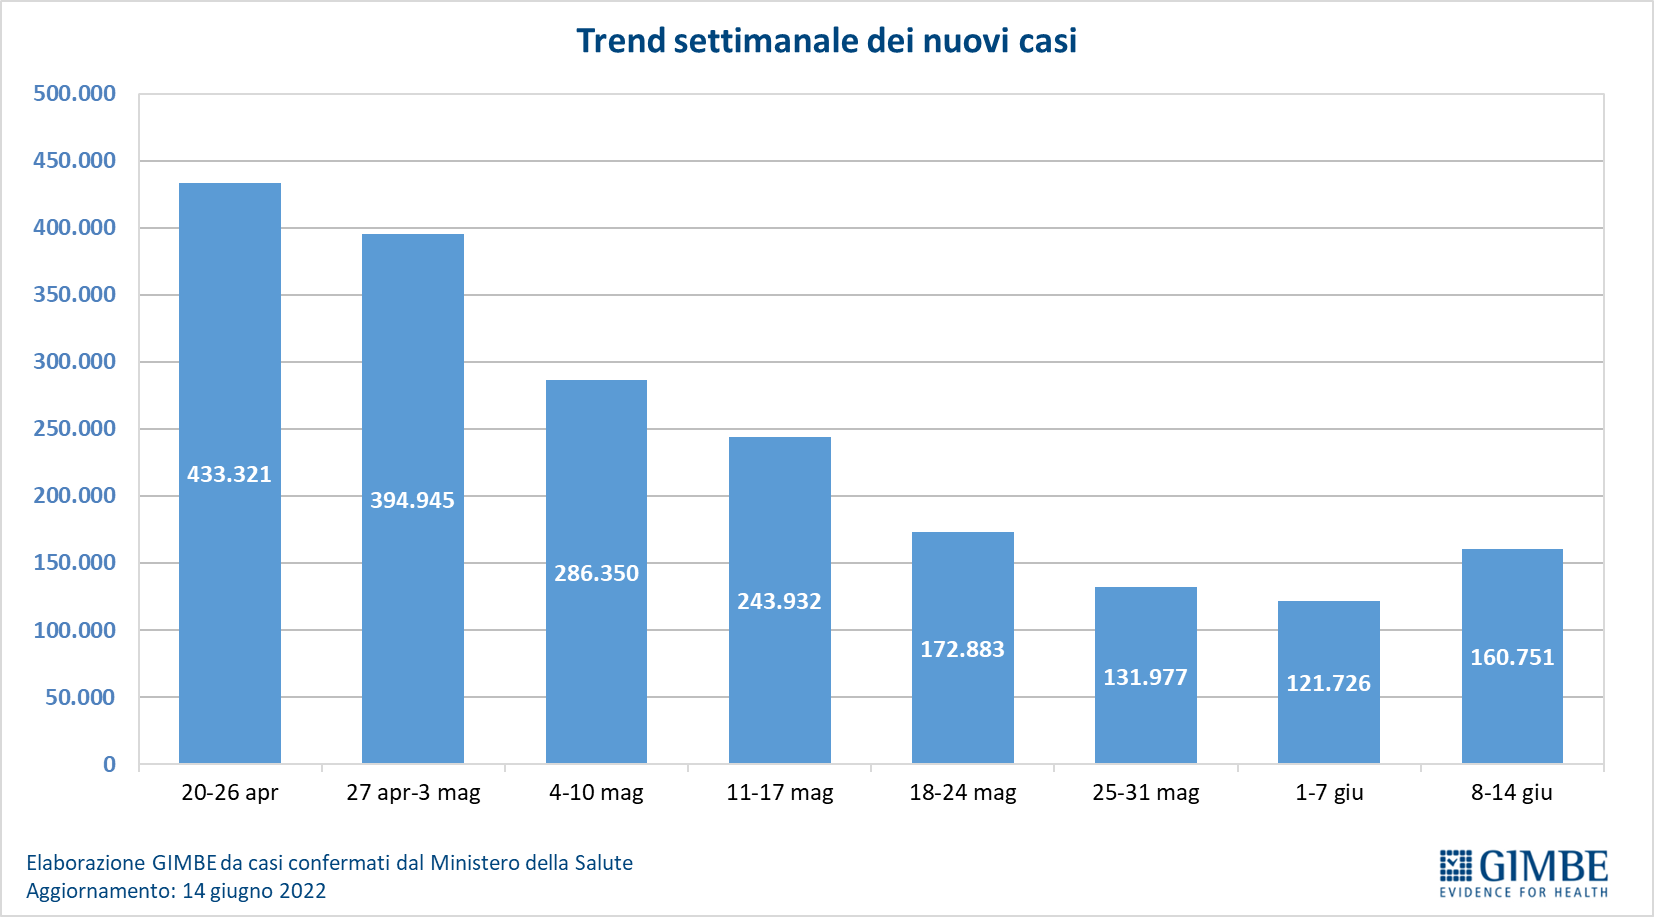 Trend settimanale dei nuovi casi
500.000
450.000
400.000
350.000
300.000
250.000
200.000
150.000
100.000
50.000
0
433.321
394.945
286.350
243.932
172.883
131.977
121.726
160.751
20-26 apr
27 apr-3 mag
4-10 mag
11-17 mag
18-24 mag
25-31 mag
1-7 giu
8-14 giu
Elaborazione GIMBE da casi confermati dal Ministero della Salute
Aggiornamento: 14 giugno 2022
GIMBE
EVIDENCE FOR HEALTH